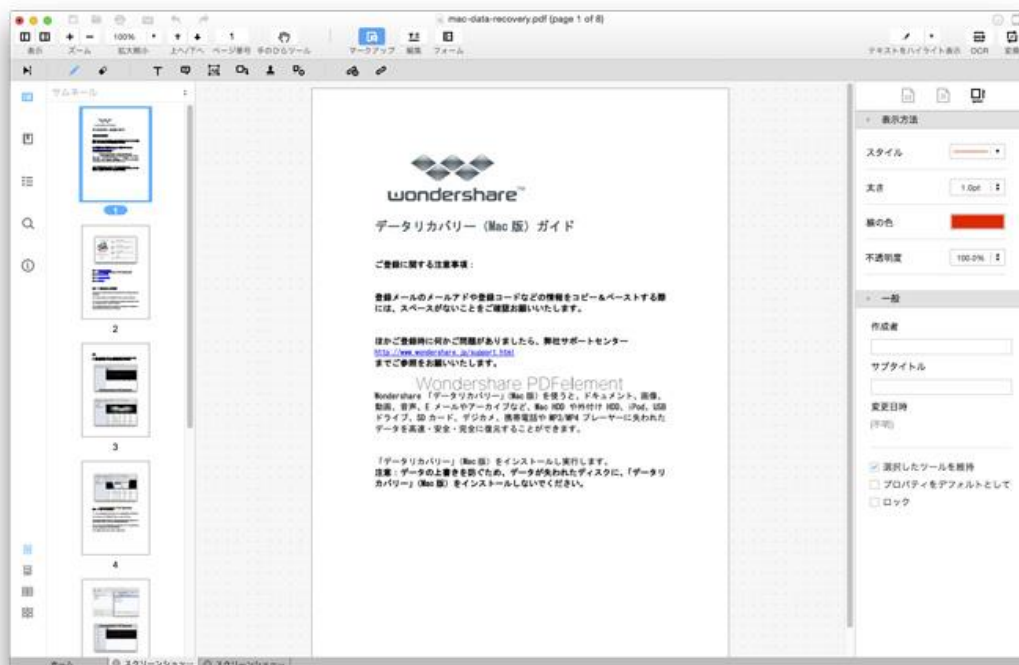 mac-data-recovery.pdf (page 1 of 8)
100%
1
表示
ズーム
拡大縮小
上へ/下へ
ページ番号
手のひらツール
マークアップ
編集
フォーム
テキストをハイライト表示
OCR
変換
サムネール
1
2
3
4
wondershare™
データリカバリー（Mac 版）ガイド
ご登録に関する注意事項：
登録メールのメールアドや登録コードなどの情報をコピー＆ペーストする際
には、スペースがないことをご確認お願いいたします。
ほかご登録時に何かご問題がありましたら、弊社サポートセンター
http://www.wondershare.jp/support.html
までご参照をお願いいたします。
Wondershare PDFelement
Wondershare 「データリカバリー」(Mac 版）を使うと、ドキュメント、画像、
動画、音声、E メールやアーカイブなど、Mac HDD や外付け HDD、iPod、USB
ドライブ、SD カード、デジカメ、携帯電話や MP3/MP4 プレーヤーに失われた
データを高速・安全・完全に復元することができます。
「データリカバリー」(Mac 版）をインストールし実行します。
注意：データの上書きを防ぐため、データが失われたディスクに、「データリ
カバリー」(Mac 版）をインストールしないでください。
表示方法
スタイル
太さ
1.0pt
線の色
不透明度
100.0%
一般
作成者
サブタイトル
変更日時
(不明)
選択したツールを維持
プロパティをデフォルトとして
ロック
ホーム